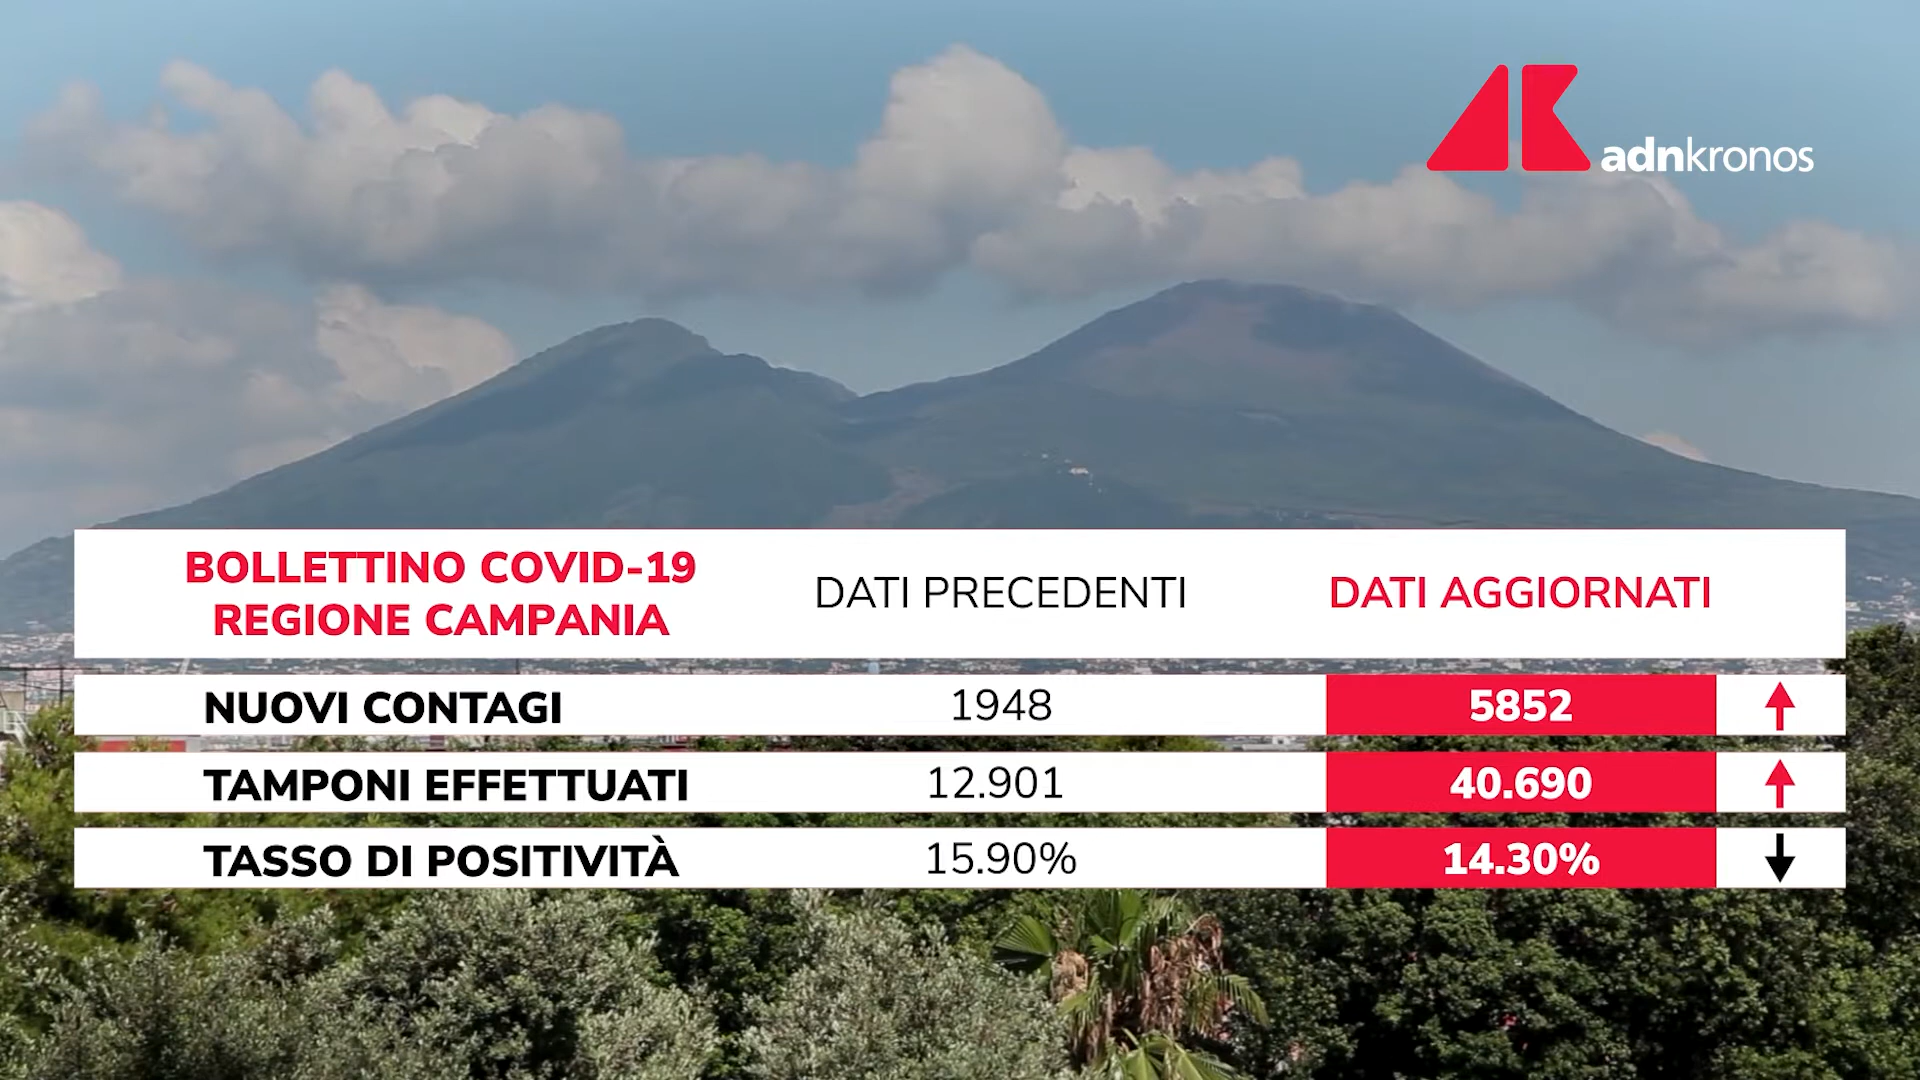 adnkronos
BOLLETTINO COVID-19
REGIONE CAMPANIA
DATI PRECEDENTI
DATI AGGIORNATI
NUOVI CONTAGI 1948 5852
TAMPONI EFFETTUATI 12.901 40.690
TASSO DI POSITIVITÀ 15.90% 14.30%